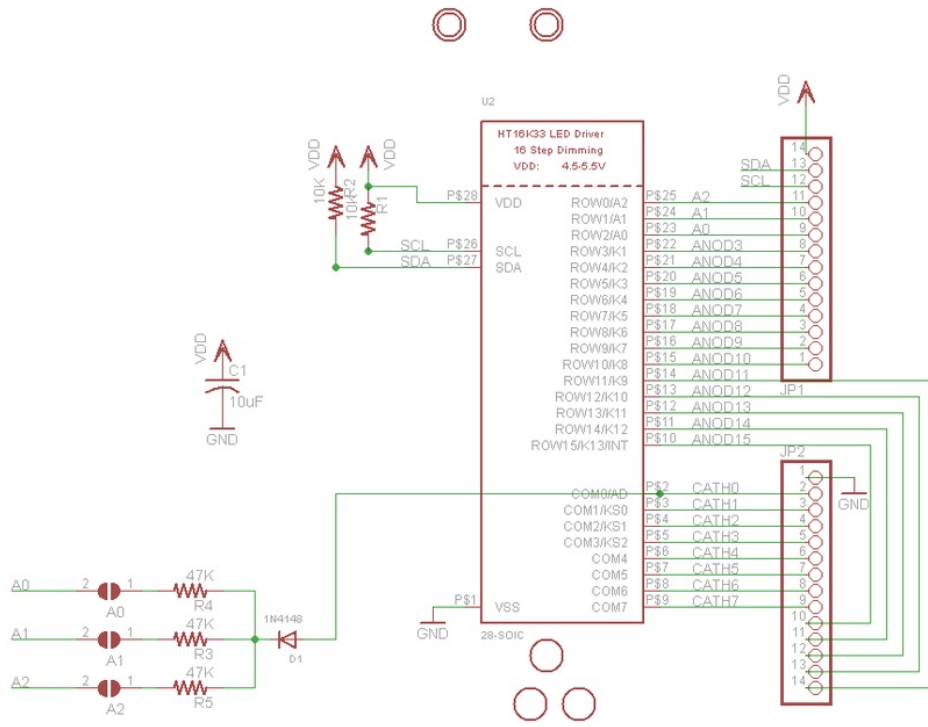 U2
HT16K33 LED Driver
16 Step Dimming
VDD: 4.5-5.5V
VDD
VDD
VDD
10K
R2
10K
R1
SCL
SDA
P$28
P$26
P$27
VDD
SCL
SDA
ROW0/A2
ROW1/A1
ROW2/A0
ROW3/K1
ROW4/K2
ROW5/K3
ROW6/K4
ROW7/K5
ROW8/K6
ROW9/K7
ROW10/K8
ROW11/K9
ROW12/K10
ROW13/K11
ROW14/K12
ROW15/K13/INT
COM0/AD
COM1/KS0
COM2/KS1
COM3/KS2
COM4
COM5
COM6
COM7
P$25 A2
P$24 A1
P$23 A0
P$22 ANOD3
P$21 ANOD4
P$20 ANOD5
P$19 ANOD6
P$18 ANOD7
P$17 ANOD8
P$16 ANOD9
P$15 ANOD10
P$14 ANOD11
P$13 ANOD12
P$12 ANOD13
P$11 ANOD14
P$10 ANOD15
P$2 CATH0
P$3 CATH1
P$4 CATH2
P$5 CATH3
P$6 CATH4
P$7 CATH5
P$8 CATH6
P$9 CATH7
SDA
SCL
14
13
12
11
10
9
8
7
6
5
4
3
2
1
JP1
JP2
1
2
3
4
5
6
7
8
9
10
11
12
13
14
GND
VDD
C1
10uF
GND
A0 2 1 47K
A0 R4
A1 2 1 47K
A1 R3
A2 2 1 47K
A2 R5
1N4148
D1
P$1 VSS
GND
28-SOIC